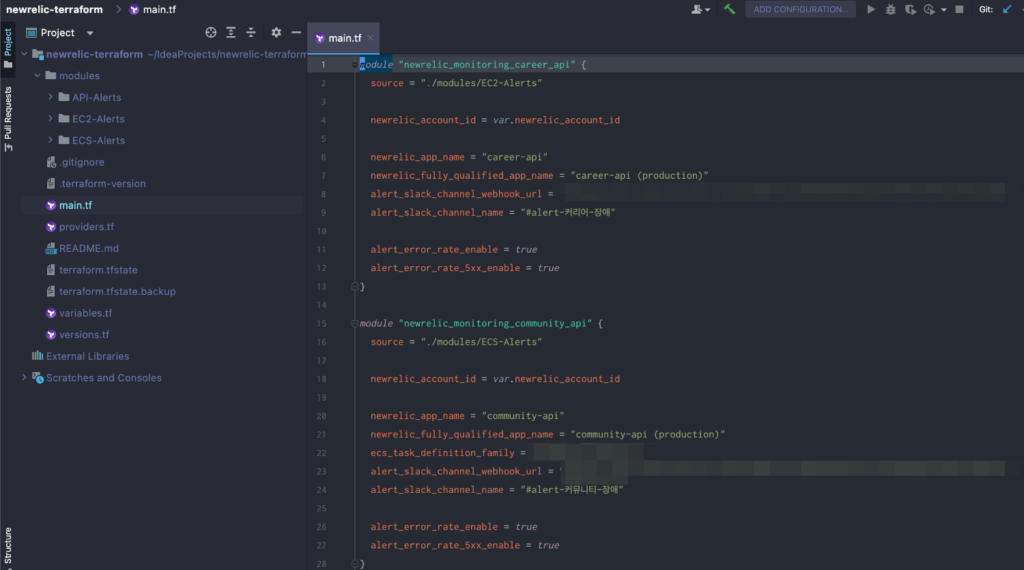 newrelic-terraform
main.tf
ADD CONFIGURATION...
Git:
Project
Pull Requests
Structure
Project
newrelic-terraform ~/IdeaProjects/newrelic-terraform
modules
API-Alerts
EC2-Alerts
ECS-Alerts
.gitignore
.terraform-version
main.tf
providers.tf
README.md
terraform.tfstate
terraform.tfstate.backup
variables.tf
versions.tf
External Libraries
Scratches and Consoles
main.tf
1 module "newrelic_monitoring_career_api" {
2 source = "./modules/EC2-Alerts"
3
4 newrelic_account_id = var.newrelic_account_id
5
6 newrelic_app_name = "career-api"
7 newrelic_fully_qualified_app_name = "career-api (production)"
8 alert_slack_channel_webhook_url =
9 alert_slack_channel_name = "#alert-커리어-장애"
10
11 alert_error_rate_enable = true
12 alert_error_rate_5xx_enable = true
13 }
14
15 module "newrelic_monitoring_community_api" {
16 source = "./modules/ECS-Alerts"
17
18 newrelic_account_id = var.newrelic_account_id
19
20 newrelic_app_name = "community-api"
21 newrelic_fully_qualified_app_name = "community-api (production)"
22 ecs_task_definition_family =
23 alert_slack_channel_webhook_url = '
24 alert_slack_channel_name = "#alert-커뮤니티-장애"
25
26 alert_error_rate_enable = true
27 alert_error_rate_5xx_enable = true
28 }